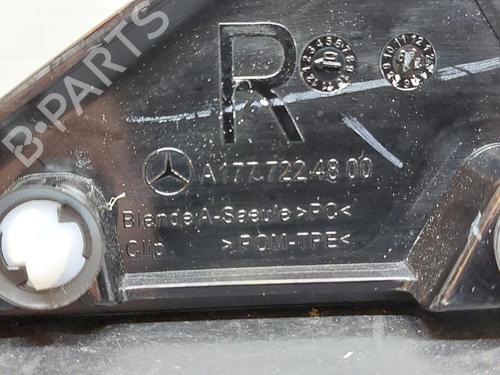 R
A 177 722 48 00
Blende A-Saeule >PC<
Clip >POM-TPE<
B-PARTS